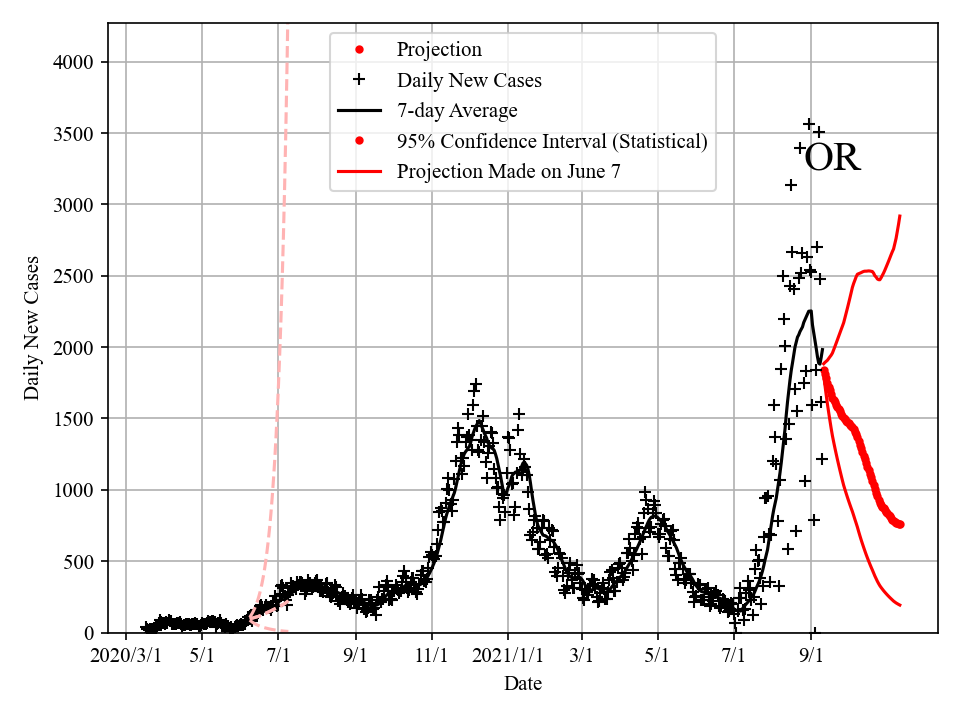 4000
3500
3000
2500
2000
1500
1000
500
0
Daily New Cases
Projection
Daily New Cases
7-day Average
95% Confidence Interval (Statistical)
Projection Made on June 7
OR
2020/3/1 5/1 7/1 9/1 11/1 2021/1/1 3/1 5/1 7/1 9/1
Date